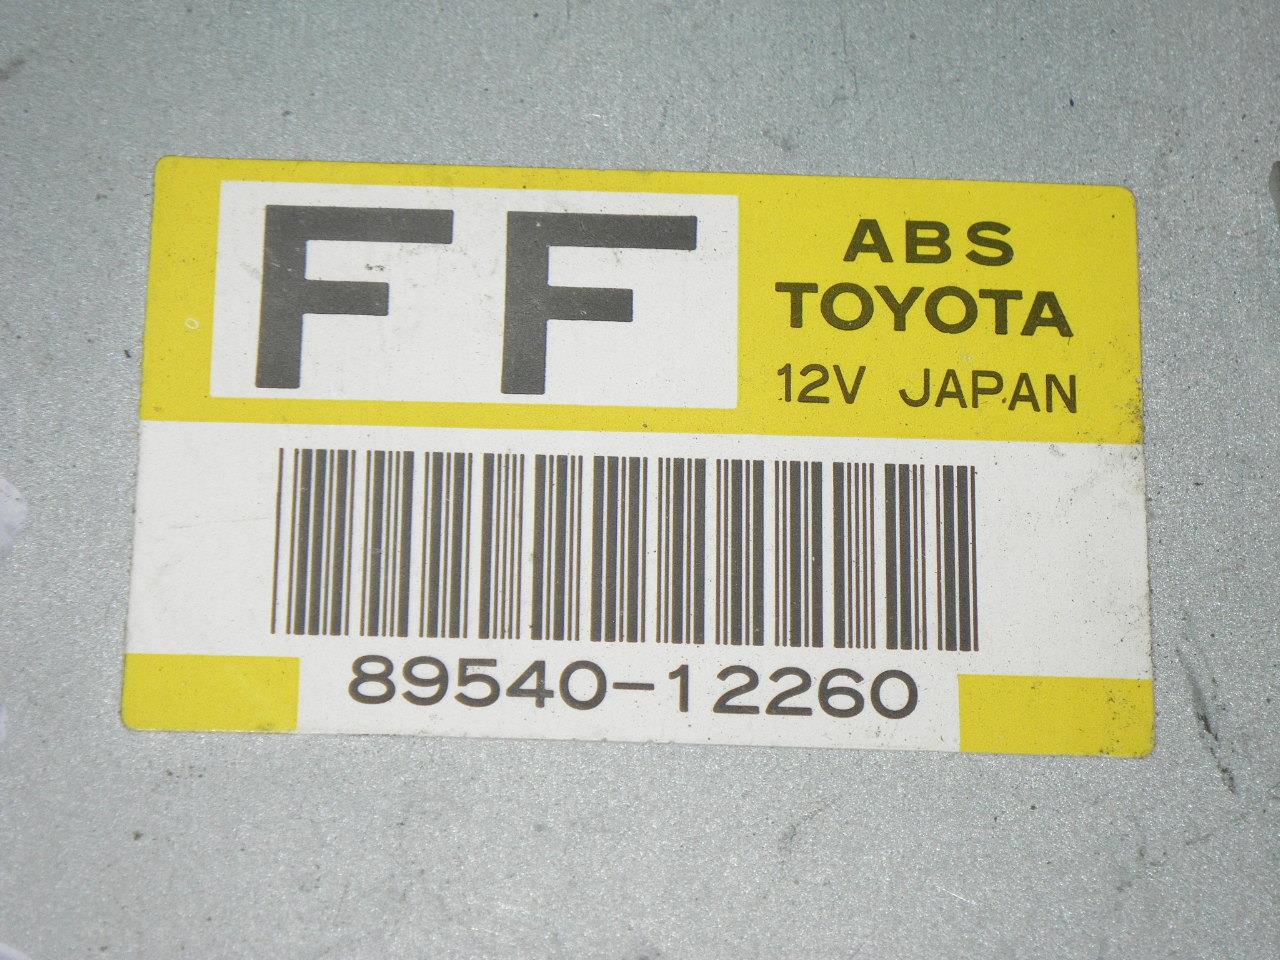 FF
ABS
TOYOTA
12V JAPAN
89540-12260